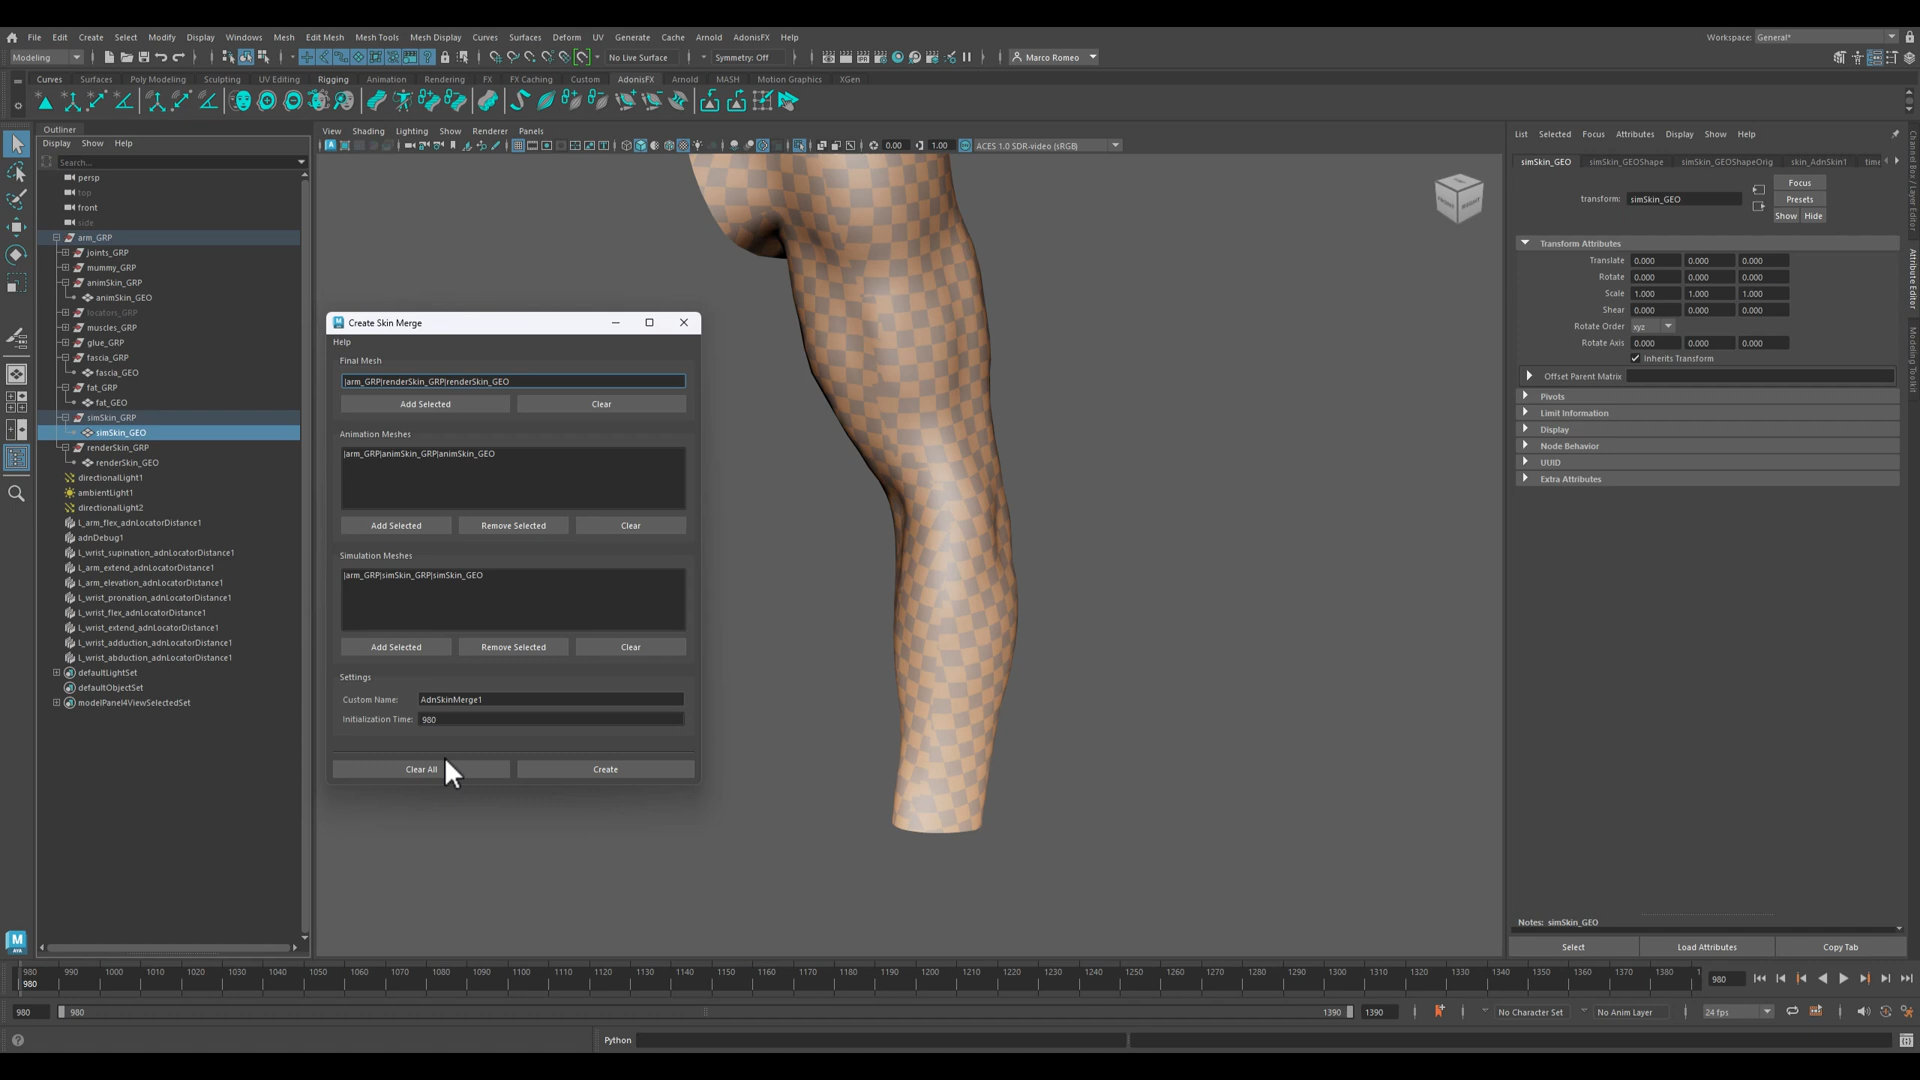 File Edit Create Select Modify Display Windows Mesh Edit Mesh Mesh Tools Mesh Display Curves Surfaces Deform UV Generate Cache Arnold AdonisFX Help Workspace: General*
Modeling No Live Surface Symmetry: Off Marco Romeo
Curves Surfaces Poly Modeling Sculpting UV Editing Rigging Animation Rendering FX FX Caching Custom AdonisFX Arnold MASH Motion Graphics XGen
Outliner
Display Show Help
Search...
persp
top
front
side
arm_GRP
joints_GRP
mummy_GRP
animSkin_GRP
animSkin_GEO
locators_GRP
muscles_GRP
glue_GRP
fascia_GRP
fascia_GEO
fat_GRP
fat_GEO
simSkin_GRP
simSkin_GEO
renderSkin_GRP
renderSkin_GEO
directionalLight1
ambientLight1
directionalLight2
L_arm_flex_adnLocatorDistance1
adnDebug1
L_wrist_supination_adnLocatorDistance1
L_arm_extend_adnLocatorDistance1
L_arm_elevation_adnLocatorDistance1
L_wrist_pronation_adnLocatorDistance1
L_wrist_flex_adnLocatorDistance1
L_wrist_extend_adnLocatorDistance1
L_wrist_adduction_adnLocatorDistance1
L_wrist_abduction_adnLocatorDistance1
defaultLightSet
defaultObjectSet
modelPanel4ViewSelectedSet
View Shading Lighting Show Renderer Panels
0.00 1.00 ACES 1.0 SDR-video (sRGB)
Create Skin Merge
Help
Final Mesh
|arm_GRP|renderSkin_GRP|renderSkin_GEO
Add Selected Clear
Animation Meshes
|arm_GRP|animSkin_GRP|animSkin_GEO
Add Selected Remove Selected Clear
Simulation Meshes
|arm_GRP|simSkin_GRP|simSkin_GEO
Add Selected Remove Selected Clear
Settings
Custom Name: AdnSkinMerge1
Initialization Time: 980
Clear All Create
List Selected Focus Attributes Display Show Help
simSkin_GEO simSkin_GEOShape simSkin_GEOShapeOrig skin_AdnSkin1 time
Focus
transform: simSkin_GEO Presets
Show Hide
Transform Attributes
Translate 0.000 0.000 0.000
Rotate 0.000 0.000 0.000
Scale 1.000 1.000 1.000
Shear 0.000 0.000 0.000
Rotate Order xyz
Rotate Axis 0.000 0.000 0.000
Inherits Transform
Offset Parent Matrix
Pivots
Limit Information
Display
Node Behavior
UUID
Extra Attributes
Notes: simSkin_GEO
Select Load Attributes Copy Tab
Channel Box / Layer Editor
Attribute Editor
Modeling Toolkit
980 990 1000 1010 1020 1030 1040 1050 1060 1070 1080 1090 1100 1110 1120 1130 1140 1150 1160 1170 1180 1190 1200 1210 1220 1230 1240 1250 1260 1270 1280 1290 1300 1310 1320 1330 1340 1350 1360 1370 1380 1
980 980
980 980 1390 1390 No Character Set No Anim Layer 24 fps
Python